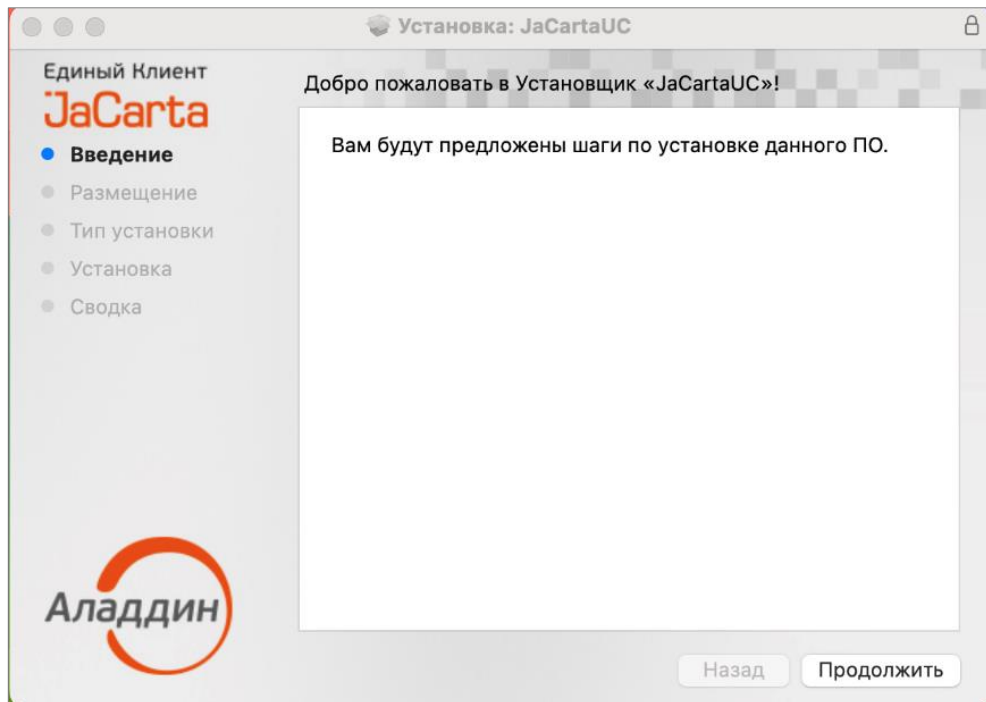 Установка: JaCartaUC
Единый Клиент
JaCarta
Введение
Размещение
Тип установки
Установка
Сводка
Аладдин
Добро пожаловать в Установщик «JaCartaUC»!
Вам будут предложены шаги по установке данного ПО.
Назад
Продолжить